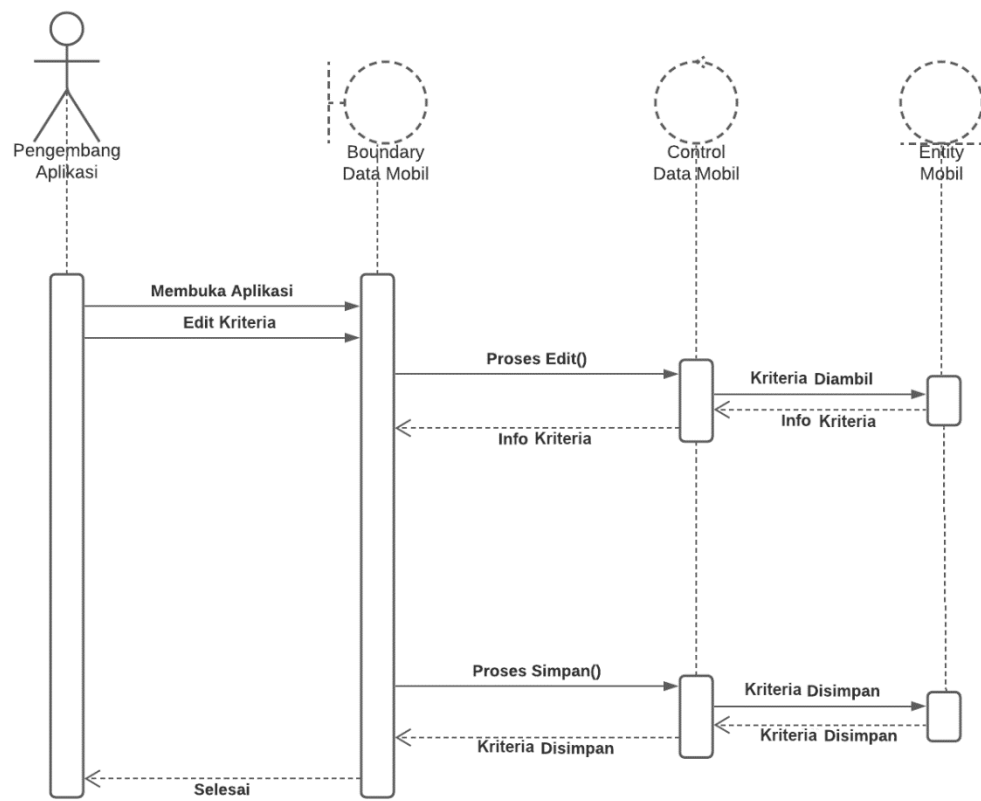 Pengembang
Aplikasi
Boundary
Data Mobil
Control
Data Mobil
Entity
Mobil
Membuka Aplikasi
Edit Kriteria
Proses Edit()
Kriteria Diambil
Info Kriteria
Info Kriteria
Proses Simpan()
Kriteria Disimpan
Kriteria Disimpan
Kriteria Disimpan
Selesai